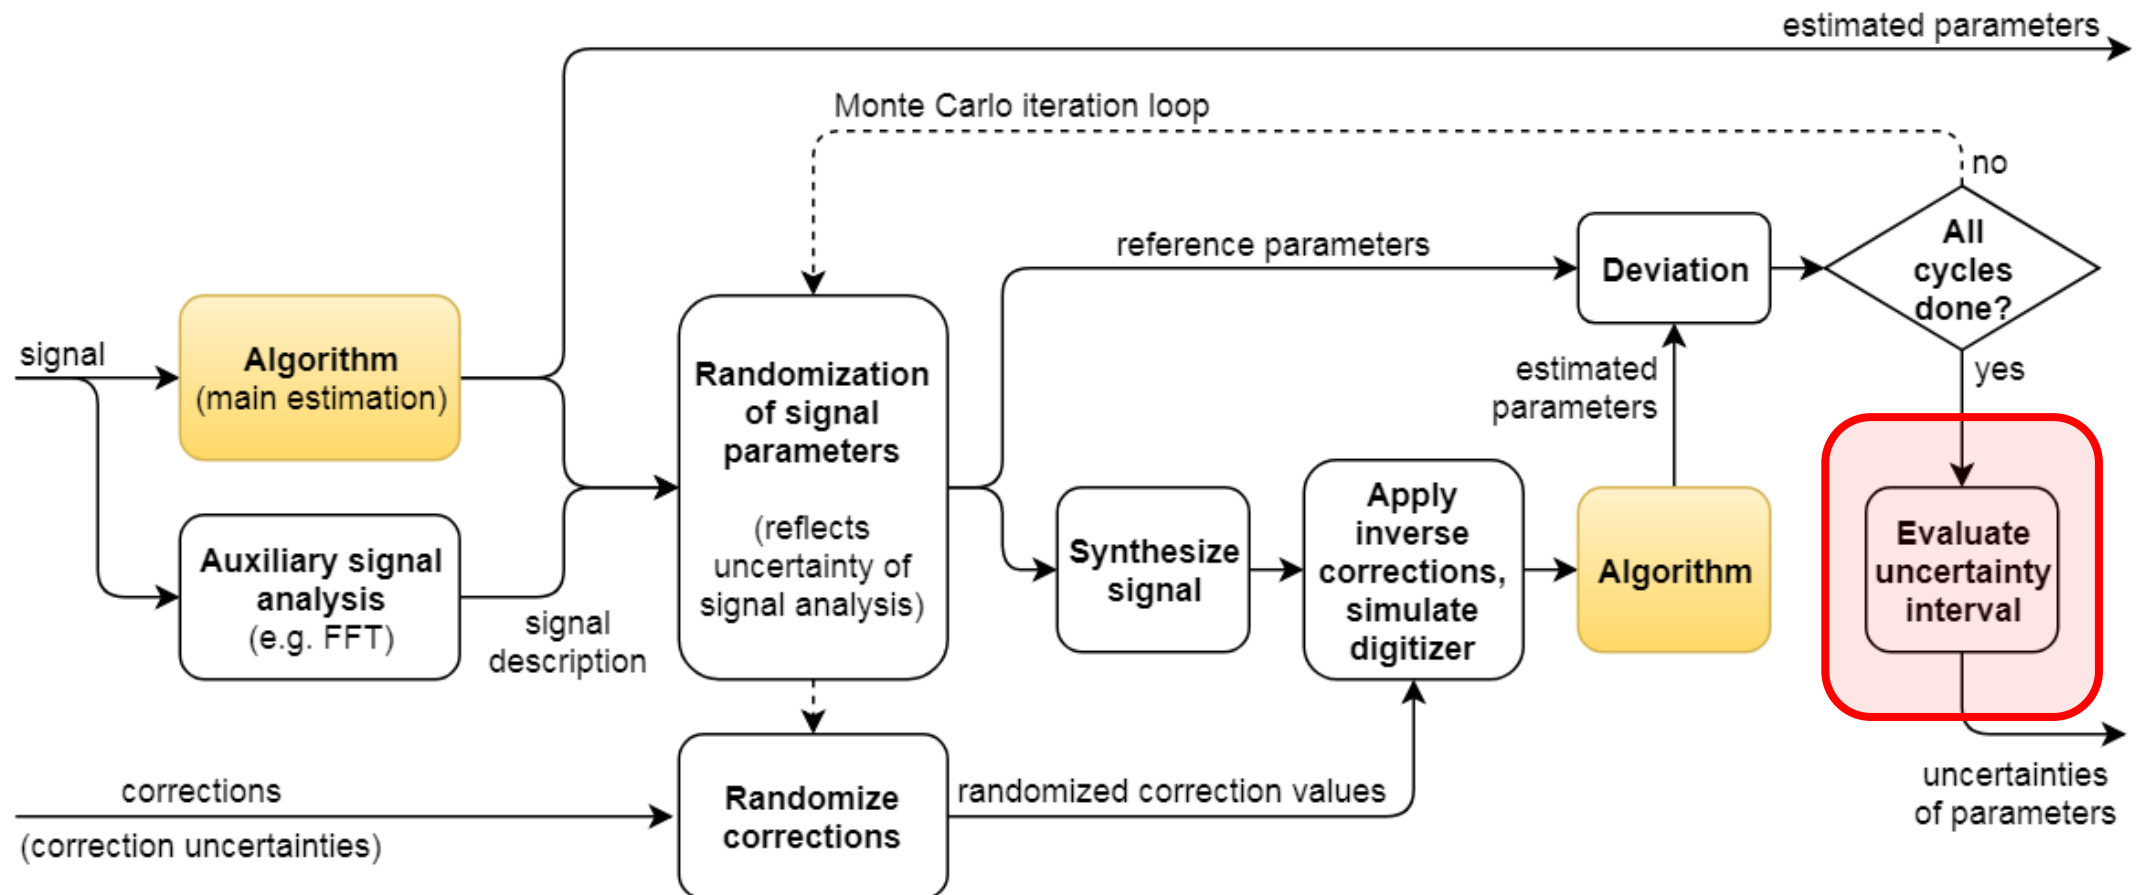 estimated parameters
Monte Carlo iteration loop
no
All
cycles
done?
reference parameters
Deviation
signal
Algorithm
(main estimation)
Randomization
of signal
parameters
(reflects
uncertainty of
signal analysis)
estimated
parameters
yes
Auxiliary signal
analysis
(e.g. FFT)
signal
description
Synthesize
signal
Apply
inverse
corrections,
simulate
digitizer
Algorithm
Evaluate
uncertainty
interval
corrections
(correction uncertainties)
Randomize
corrections
randomized correction values
uncertainties
of parameters